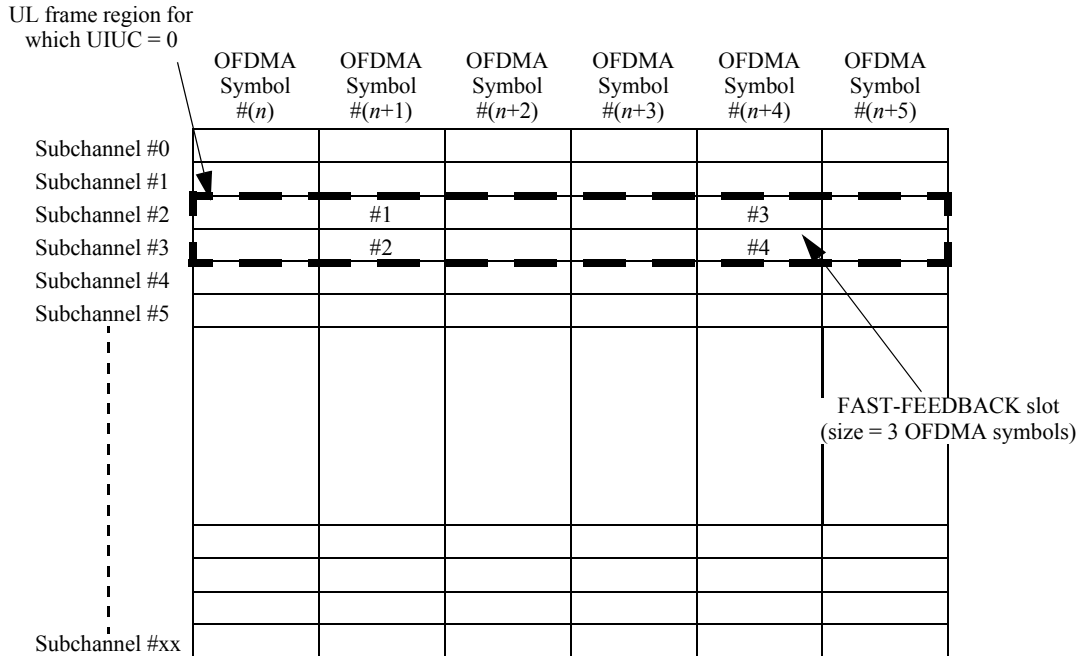 UL frame region for
which UIUC = 0
OFDMA
Symbol
#(n)
OFDMA
Symbol
#(n+1)
OFDMA
Symbol
#(n+2)
OFDMA
Symbol
#(n+3)
OFDMA
Symbol
#(n+4)
OFDMA
Symbol
#(n+5)
Subchannel #0
Subchannel #1
Subchannel #2
#1
#3
Subchannel #3
#2
#4
Subchannel #4
Subchannel #5
FAST-FEEDBACK slot
(size = 3 OFDMA symbols)
Subchannel #xx